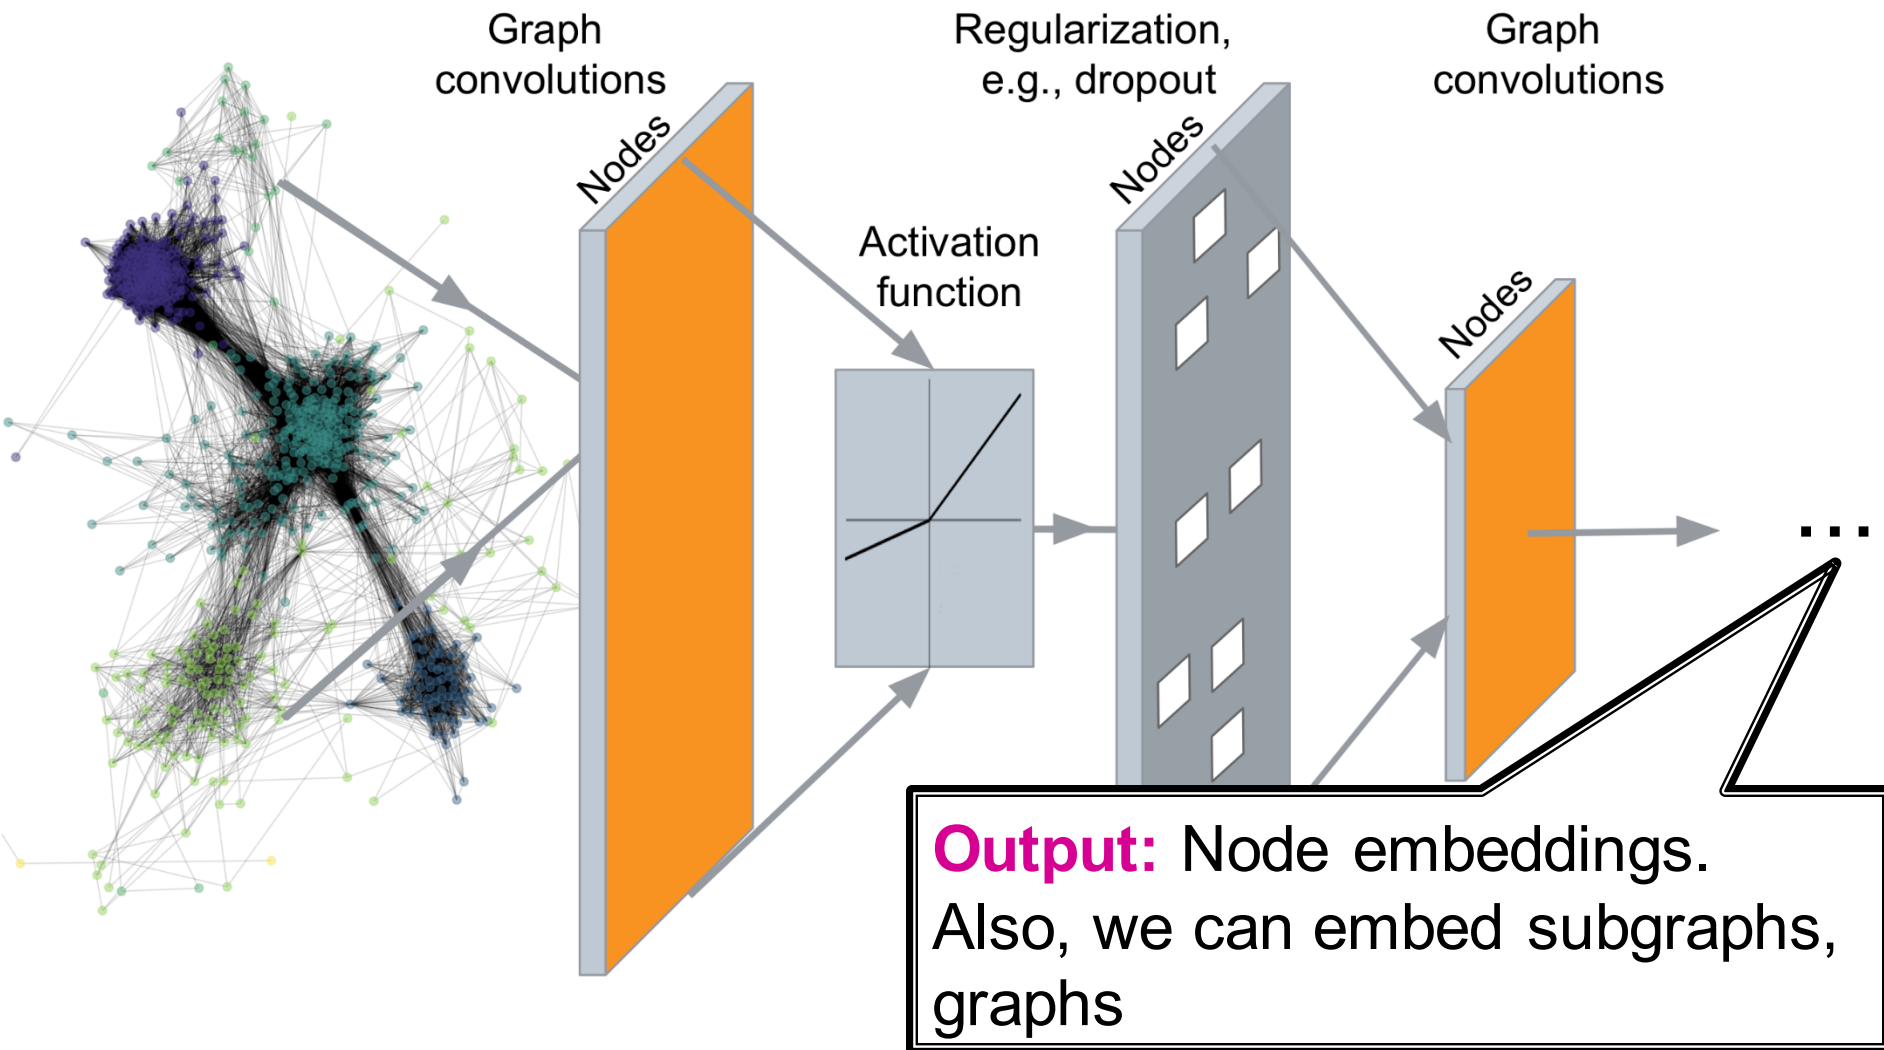 Graph
convolutions
Regularization,
e.g., dropout
Graph
convolutions
Nodes
Nodes
Activation
function
Nodes
...
Output: Node embeddings.
Also, we can embed subgraphs,
graphs